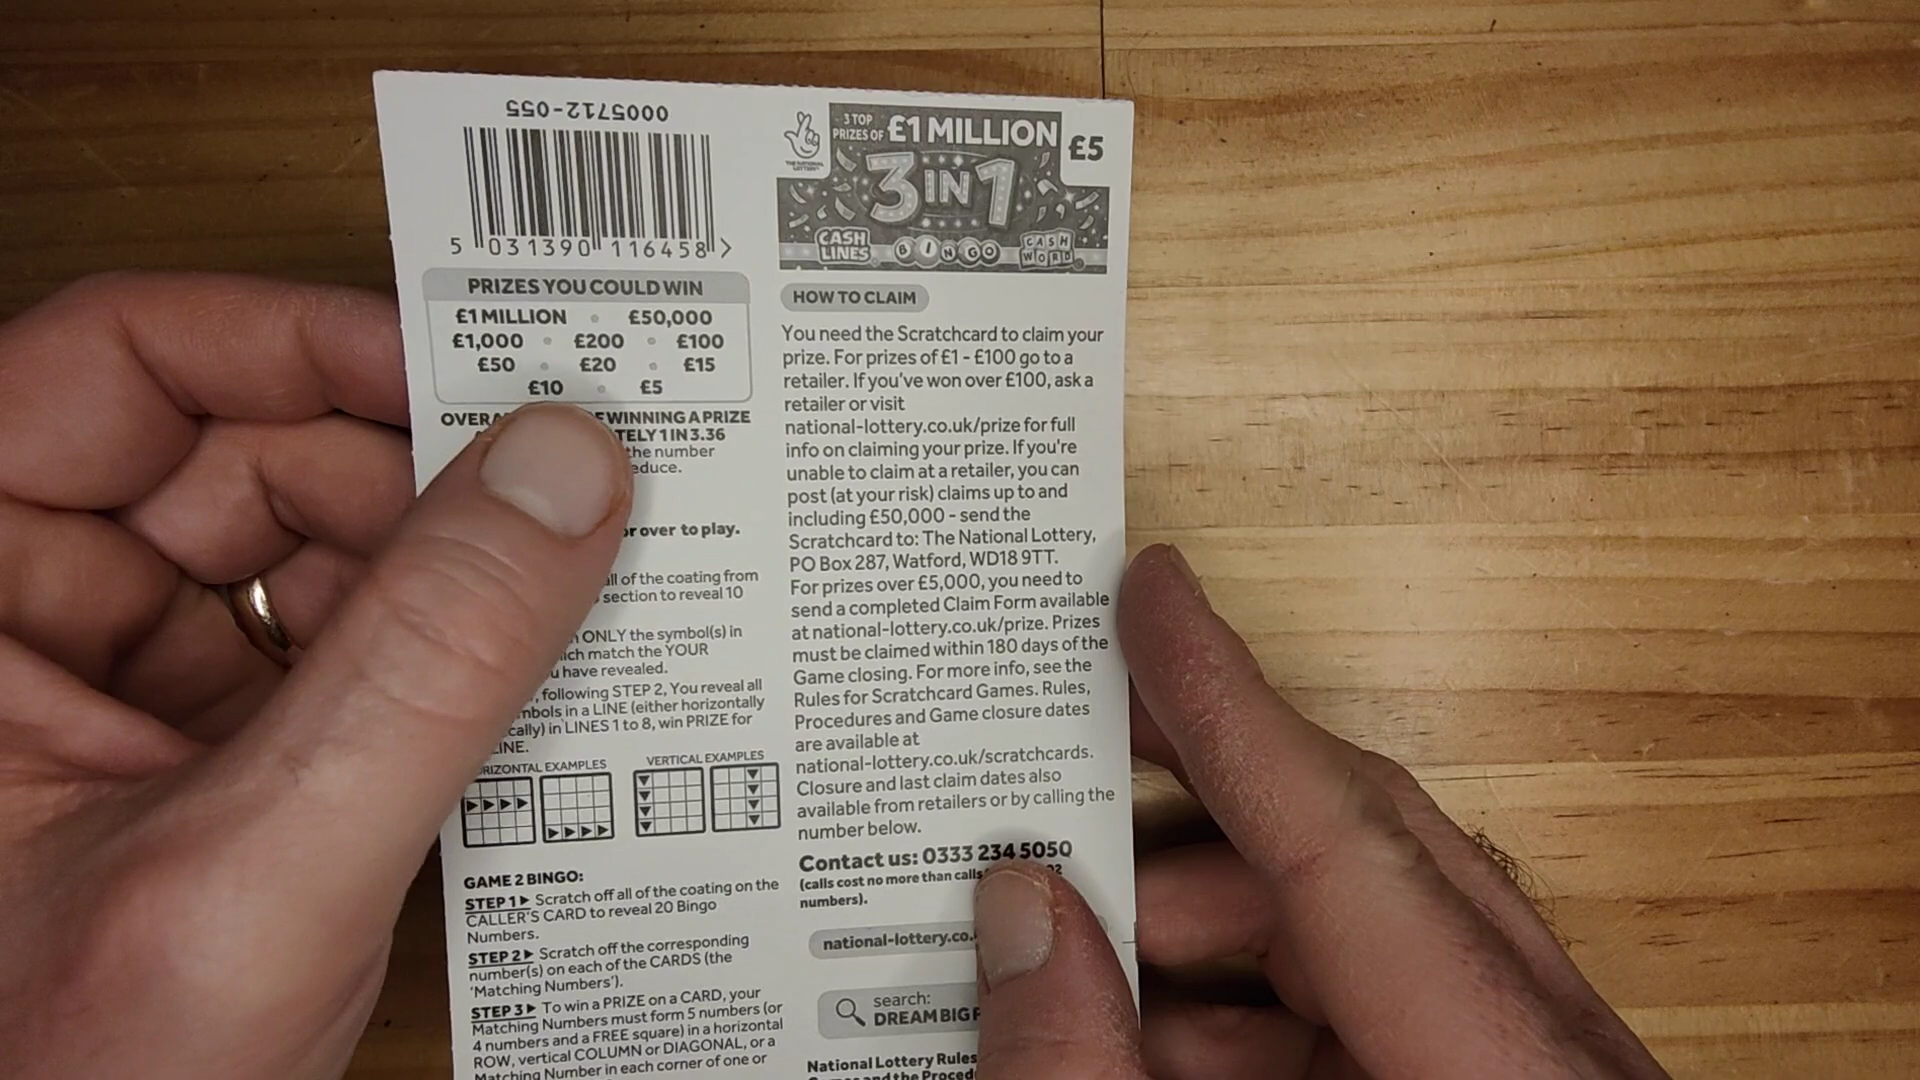 0005712-055
5 031390 116458 >
PRIZES YOU COULD WIN
£1 MILLION £50,000
£1,000 £200 £100
£50 £20 £15
£10 £5
WINNING A PRIZE
1 IN 3.36
the number
or over to play.
of the coating from
section to reveal 10
ONLY the symbol(s) in
match the YOUR
have revealed.
following STEP 2, You reveal all
in a LINE (either horizontally
in LINES 1 to 8, win PRIZE for
EXAMPLES
VERTICAL EXAMPLES
GAME 2 BINGO:
STEP 1 Scratch off all of the coating on the
CALLER'S CARD to reveal 20 Bingo
Numbers.
STEP 2 Scratch off the corresponding
number(s) on each of the CARDS (the
'Matching Numbers').
STEP 3 To win a PRIZE on a CARD, your
Matching Numbers must form 5 numbers (or
4 numbers and a FREE square) in a horizontal
ROW, vertical COLUMN or DIAGONAL, or a
Matching Number in each corner of one or
THE NATIONAL
LOTTERY
3 TOP
PRIZES OF £1 MILLION
£5
3 IN 1
CASH
LINES
BINGO
CASH
WORD
HOW TO CLAIM
You need the Scratchcard to claim your
prize. For prizes of £1 - £100 go to a
retailer. If you've won over £100, ask a
retailer or visit
national-lottery.co.uk/prize for full
info on claiming your prize. If you're
unable to claim at a retailer, you can
post (at your risk) claims up to and
including £50,000 - send the
Scratchcard to: The National Lottery,
PO Box 287, Watford, WD18 9TT.
For prizes over £5,000, you need to
send a completed Claim Form available
at national-lottery.co.uk/prize. Prizes
must be claimed within 180 days of the
Game closing. For more info, see the
Rules for Scratchcard Games. Rules,
Procedures and Game closure dates
are available at
national-lottery.co.uk/scratchcards.
Closure and last claim dates also
available from retailers or by calling the
number below.
Contact us: 0333 234 5050
(calls cost no more than calls
numbers).
national-lottery.co.
search:
DREAM BIG
National Lottery Rules